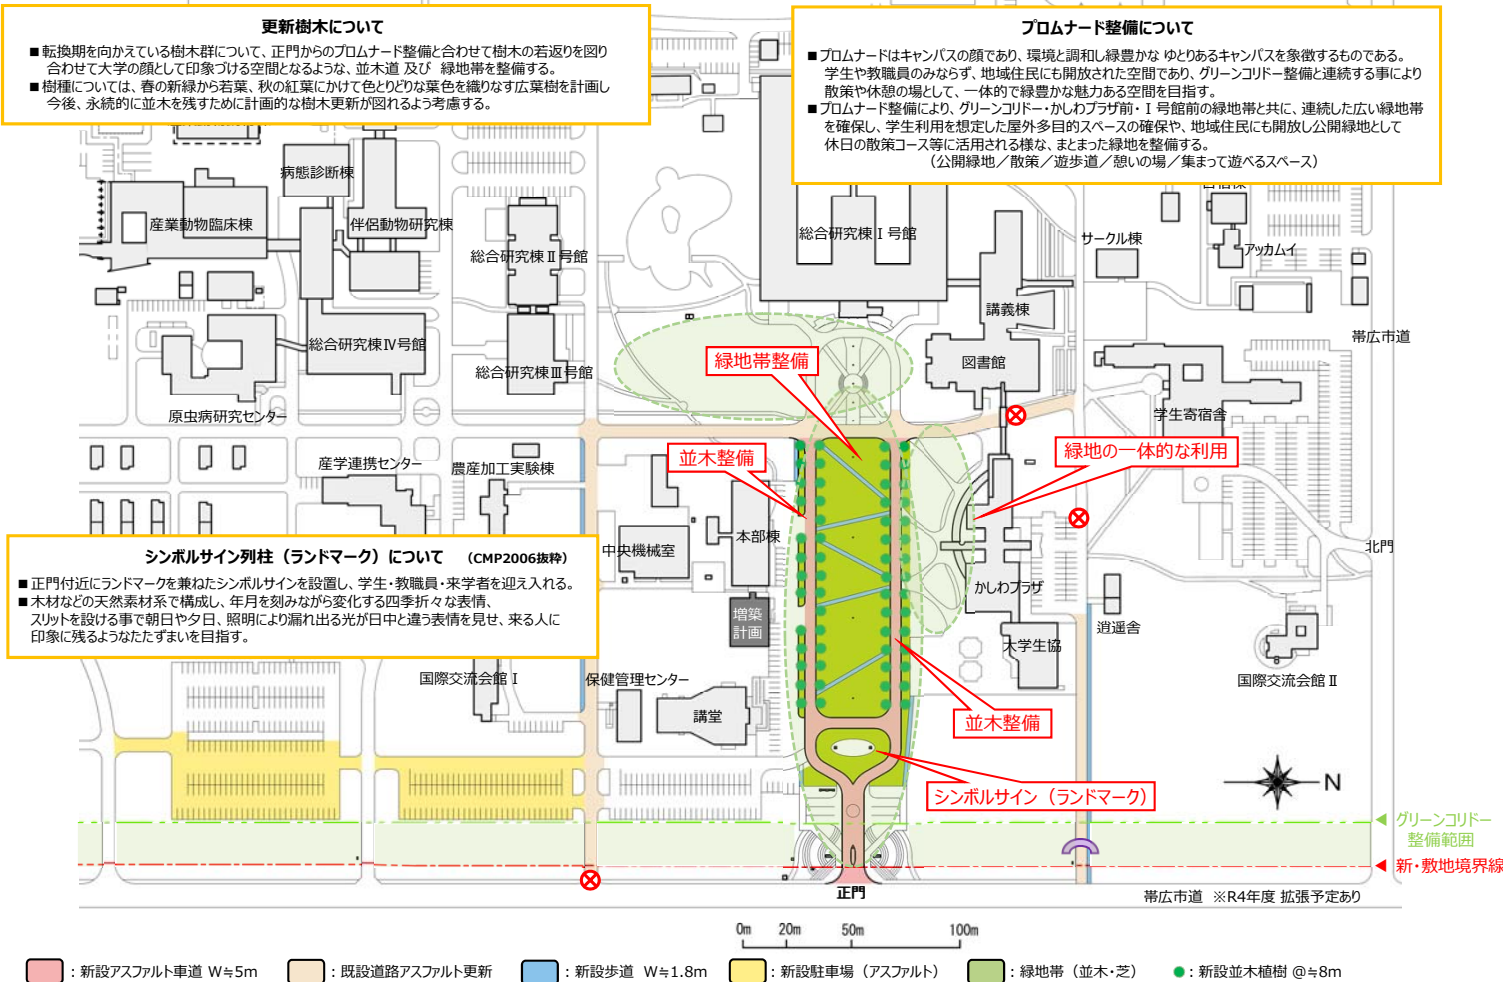 更新樹木について
■ 転換期を向かえている樹木群について、正門からのプロムナード整備と合わせて樹木の若返りを図り
合わせて大学の顔として印象づける空間となるような、並木道 及び 緑地帯を整備する。
■ 樹種については、春の新緑から若葉、秋の紅葉にかけて色とりどりな葉色を織りなす広葉樹を計画し
今後、永続的に並木を残すために計画的な樹木更新が図れるよう考慮する。
プロムナード整備について
■ プロムナードはキャンパスの顔であり、環境と調和し緑豊かな ゆとりあるキャンパスを象徴するものである。
学生や教職員のみならず、地域住民にも開放された空間であり、グリーンコリドー整備と連続する事により
散策や休憩の場として、一体的で緑豊かな魅力ある空間を目指す。
■ プロムナード整備により、グリーンコリドー・かしわプラザ前・Ⅰ号館前の緑地帯と共に、連続した広い緑地帯
を確保し、学生利用を想定した屋外多目的スペースの確保や、地域住民にも開放し公開緑地として
休日の散策コース等に活用される様な、まとまった緑地を整備する。
（公開緑地／散策／遊歩道／憩いの場／集まって遊べるスペース）
病態診断棟
産業動物臨床棟
伴侶動物研究棟
総合研究棟Ⅱ号館
総合研究棟Ⅰ号館
サークル棟
アッカムイ
講義棟
帯広市道
総合研究棟Ⅳ号館
総合研究棟Ⅲ号館
緑地帯整備
図書館
原虫病研究センター
学生寄宿舎
産学連携センター
農産加工実験棟
並木整備
緑地の一体的な利用
中央機械室
本部棟
北門
シンボルサイン列柱（ランドマーク）について （CMP2006抜粋）
■ 正門付近にランドマークを兼ねたシンボルサインを設置し、学生・教職員・来学者を迎え入れる。
■ 木材などの天然素材系で構成し、年月を刻みながら変化する四季折々な表情、
スリットを設ける事で朝日や夕日、照明により漏れ出る光が日中と違う表情を見せ、来る人に
印象に残るようなたたずまいを目指す。
かしわプラザ
増築
計画
逍遥舎
大学生協
国際交流会館Ⅰ
保健管理センター
国際交流会館Ⅱ
講堂
並木整備
シンボルサイン（ランドマーク）
N
グリーンコリドー
整備範囲
新・敷地境界線
正門
帯広市道 ※R4年度 拡張予定あり
0m 20m 50m 100m
：新設アスファルト車道 W≒5m
：既設道路アスファルト更新
：新設歩道 W≒1.8m
：新設駐車場（アスファルト）
：緑地帯（並木・芝）
：新設並木植樹 @≒8m